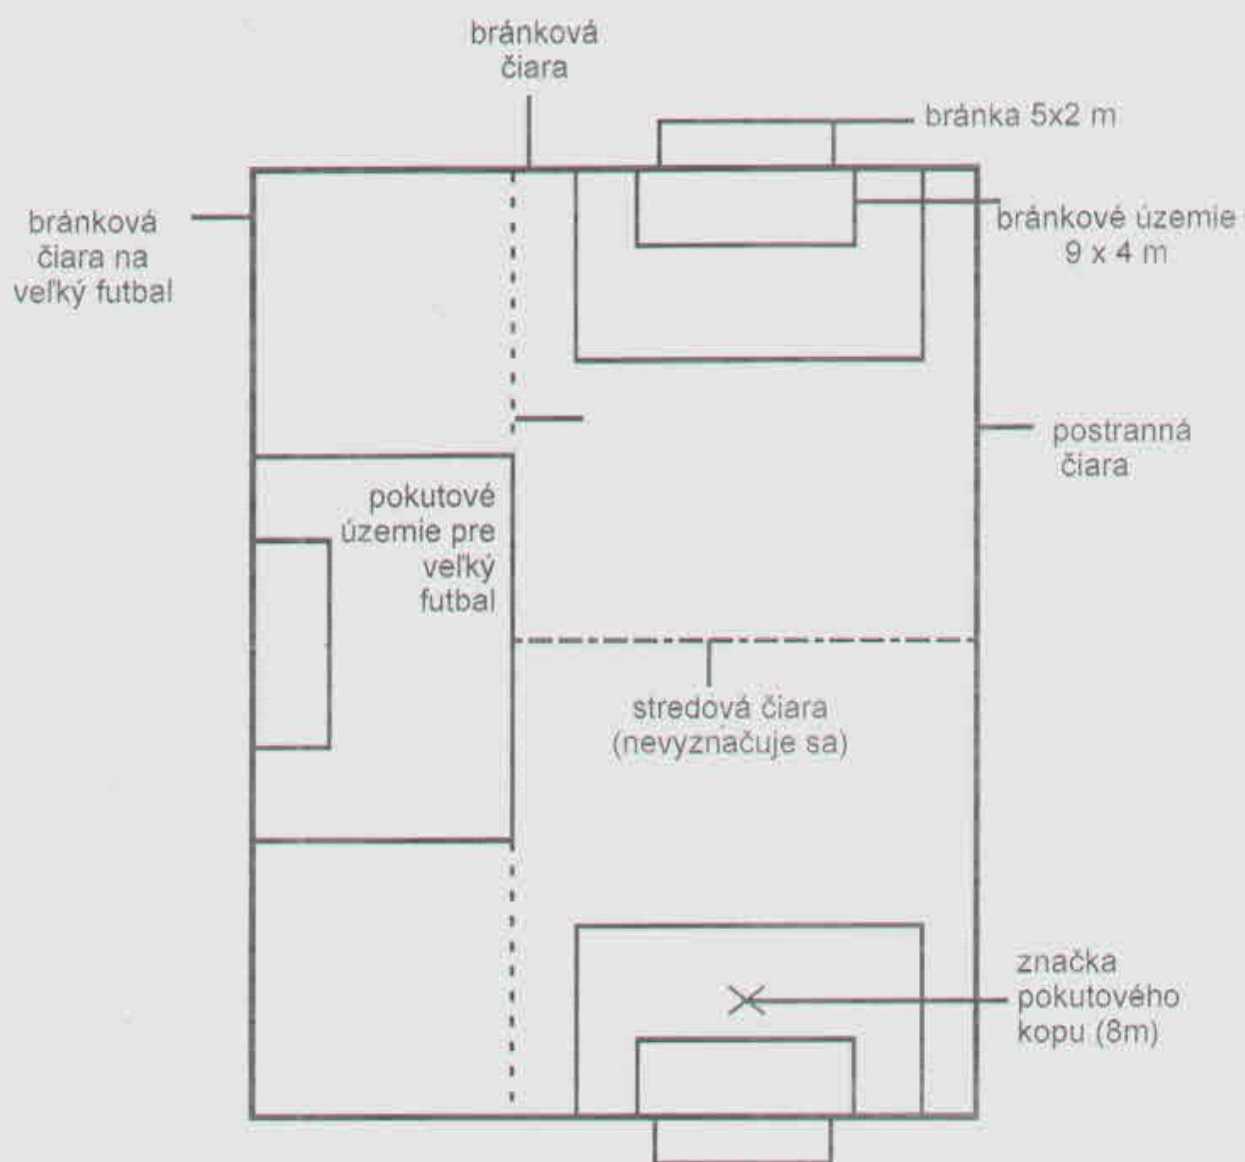 bránková
čiara
bránka 5x2 m
bránková
čiara na
veľký futbal
bránkové územie
9 x 4 m
postranná
čiara
pokutové
územie pre
veľký
futbal
stredová čiara
(nevyznačuje sa)
značka
pokutového
kopu (8m)